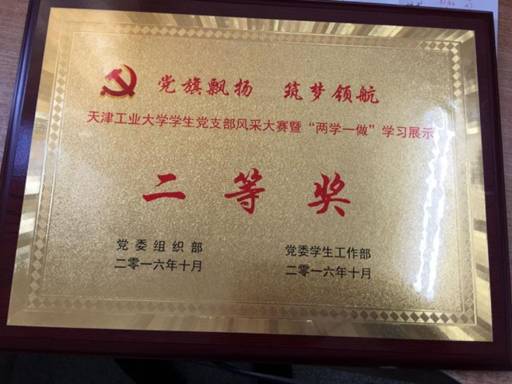 党旗飘扬 筑梦领航
天津工业大学学生党支部风采大赛暨“两学一做”学习展示
二等奖
党委组织部 党委学生工作部
二零一六年十月 二零一六年十月